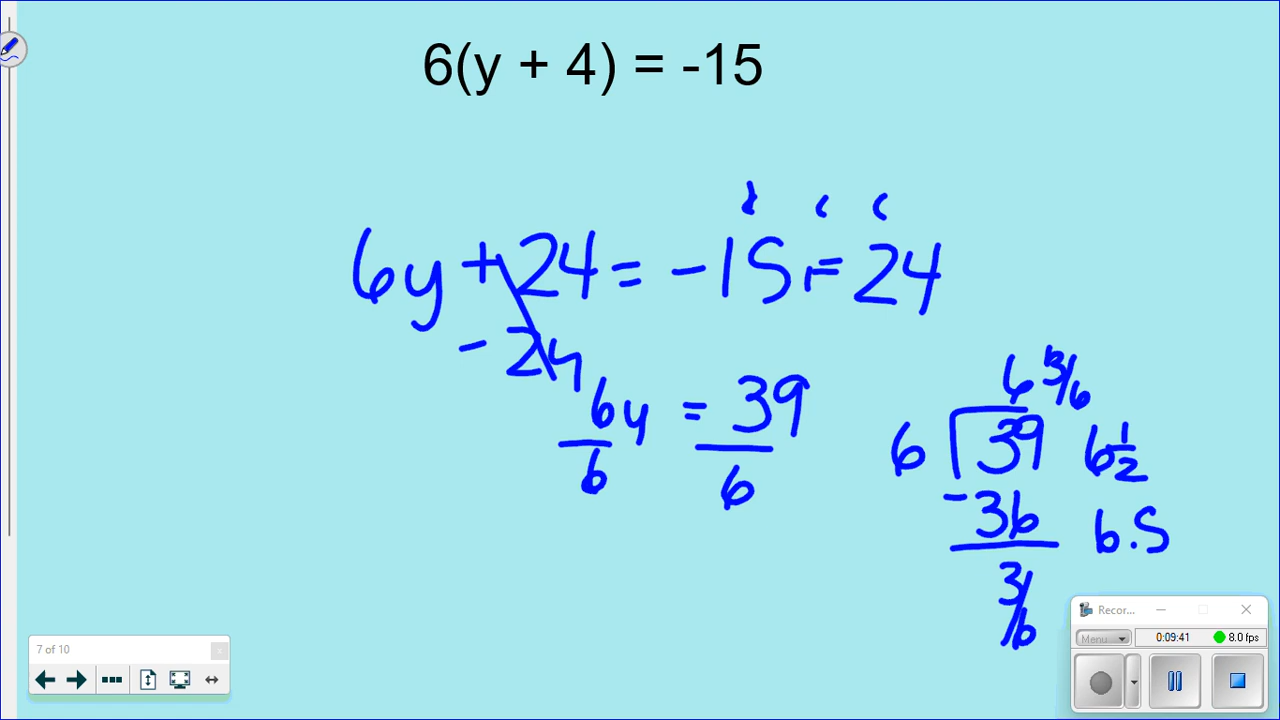 6(y + 4) = -15
6y + 24 = -15 - 24
- 24
6y = 39
6 6
6 3/6
6 39 6 1/2
-36 6.5
3/6
7 of 10
Recor...
Menu 0:09:41 8.0 fps